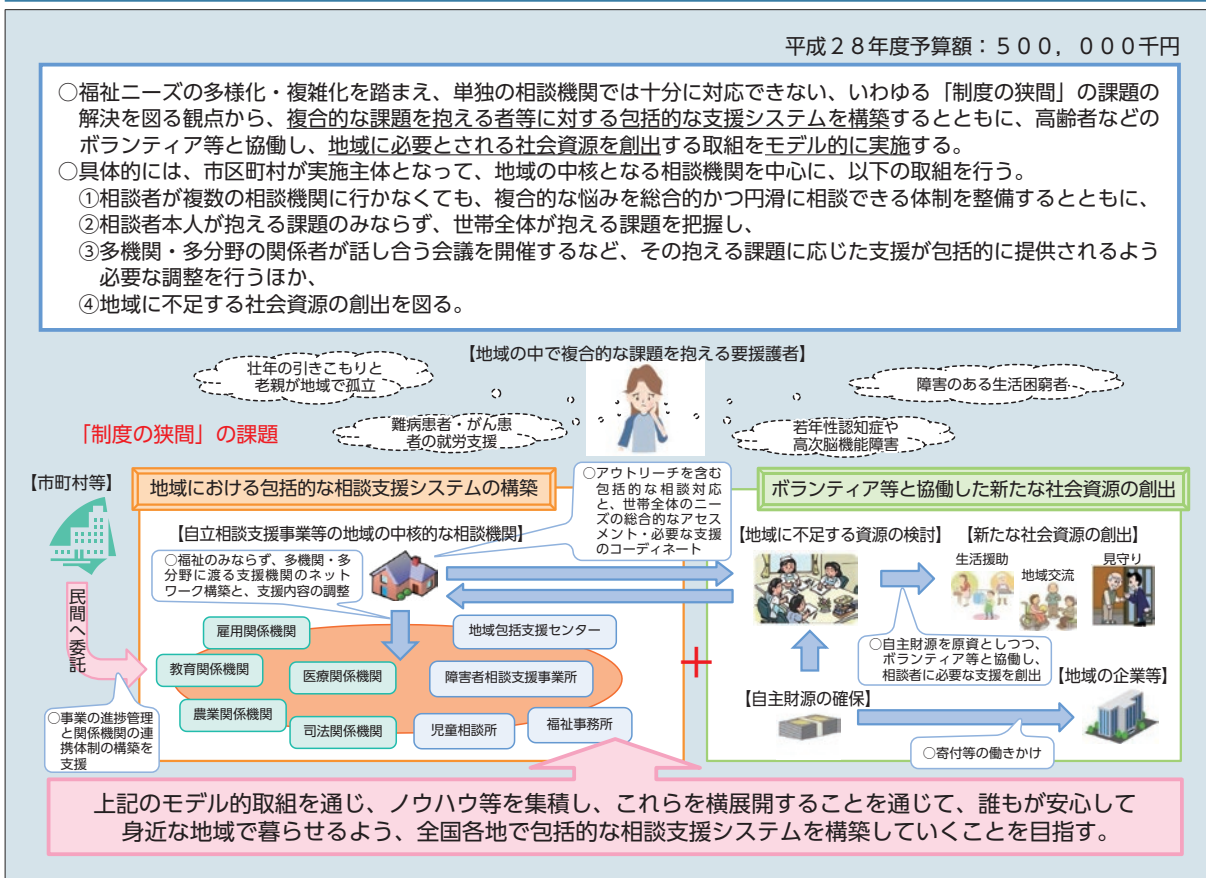 平成２８年度予算額：５００，０００千円
○福祉ニーズの多様化・複雑化を踏まえ、単独の相談機関では十分に対応できない、いわゆる「制度の狭間」の課題の
解決を図る観点から、複合的な課題を抱える者等に対する包括的な支援システムを構築するとともに、高齢者などの
ボランティア等と協働し、地域に必要とされる社会資源を創出する取組をモデル的に実施する。
○具体的には、市区町村が実施主体となって、地域の中核となる相談機関を中心に、以下の取組を行う。
①相談者が複数の相談機関に行かなくても、複合的な悩みを総合的かつ円滑に相談できる体制を整備するとともに、
②相談者本人が抱える課題のみならず、世帯全体が抱える課題を把握し、
③多機関・多分野の関係者が話し合う会議を開催するなど、その抱える課題に応じた支援が包括的に提供されるよう
必要な調整を行うほか、
④地域に不足する社会資源の創出を図る。
【地域の中で複合的な課題を抱える要援護者】
壮年の引きこもりと
老親が地域で孤立
障害のある生活困窮者
難病患者・がん患
者の就労支援
若年性認知症や
高次脳機能障害
「制度の狭間」の課題
【市町村等】
地域における包括的な相談支援システムの構築
○アウトリーチを含む
包括的な相談対応
と、世帯全体のニー
ズの総合的なアセス
メント・必要な支援
のコーディネート
ボランティア等と協働した新たな社会資源の創出
【自立相談支援事業等の地域の中核的な相談機関】
○福祉のみならず、多機関・多
分野に渡る支援機関のネット
ワーク構築と、支援内容の調整
【地域に不足する資源の検討】
【新たな社会資源の創出】
生活援助
地域交流
見守り
民間へ委託
雇用関係機関
地域包括支援センター
教育関係機関
医療関係機関
障害者相談支援事業所
農業関係機関
司法関係機関
児童相談所
福祉事務所
○事業の進捗管理
と関係機関の連
携体制の構築を
支援
＋
○自主財源を原資としつつ、
ボランティア等と協働し、
相談者に必要な支援を創出
【自主財源の確保】
【地域の企業等】
○寄付等の働きかけ
上記のモデル的取組を通じ、ノウハウ等を集積し、これらを横展開することを通じて、誰もが安心して
身近な地域で暮らせるよう、全国各地で包括的な相談支援システムを構築していくことを目指す。